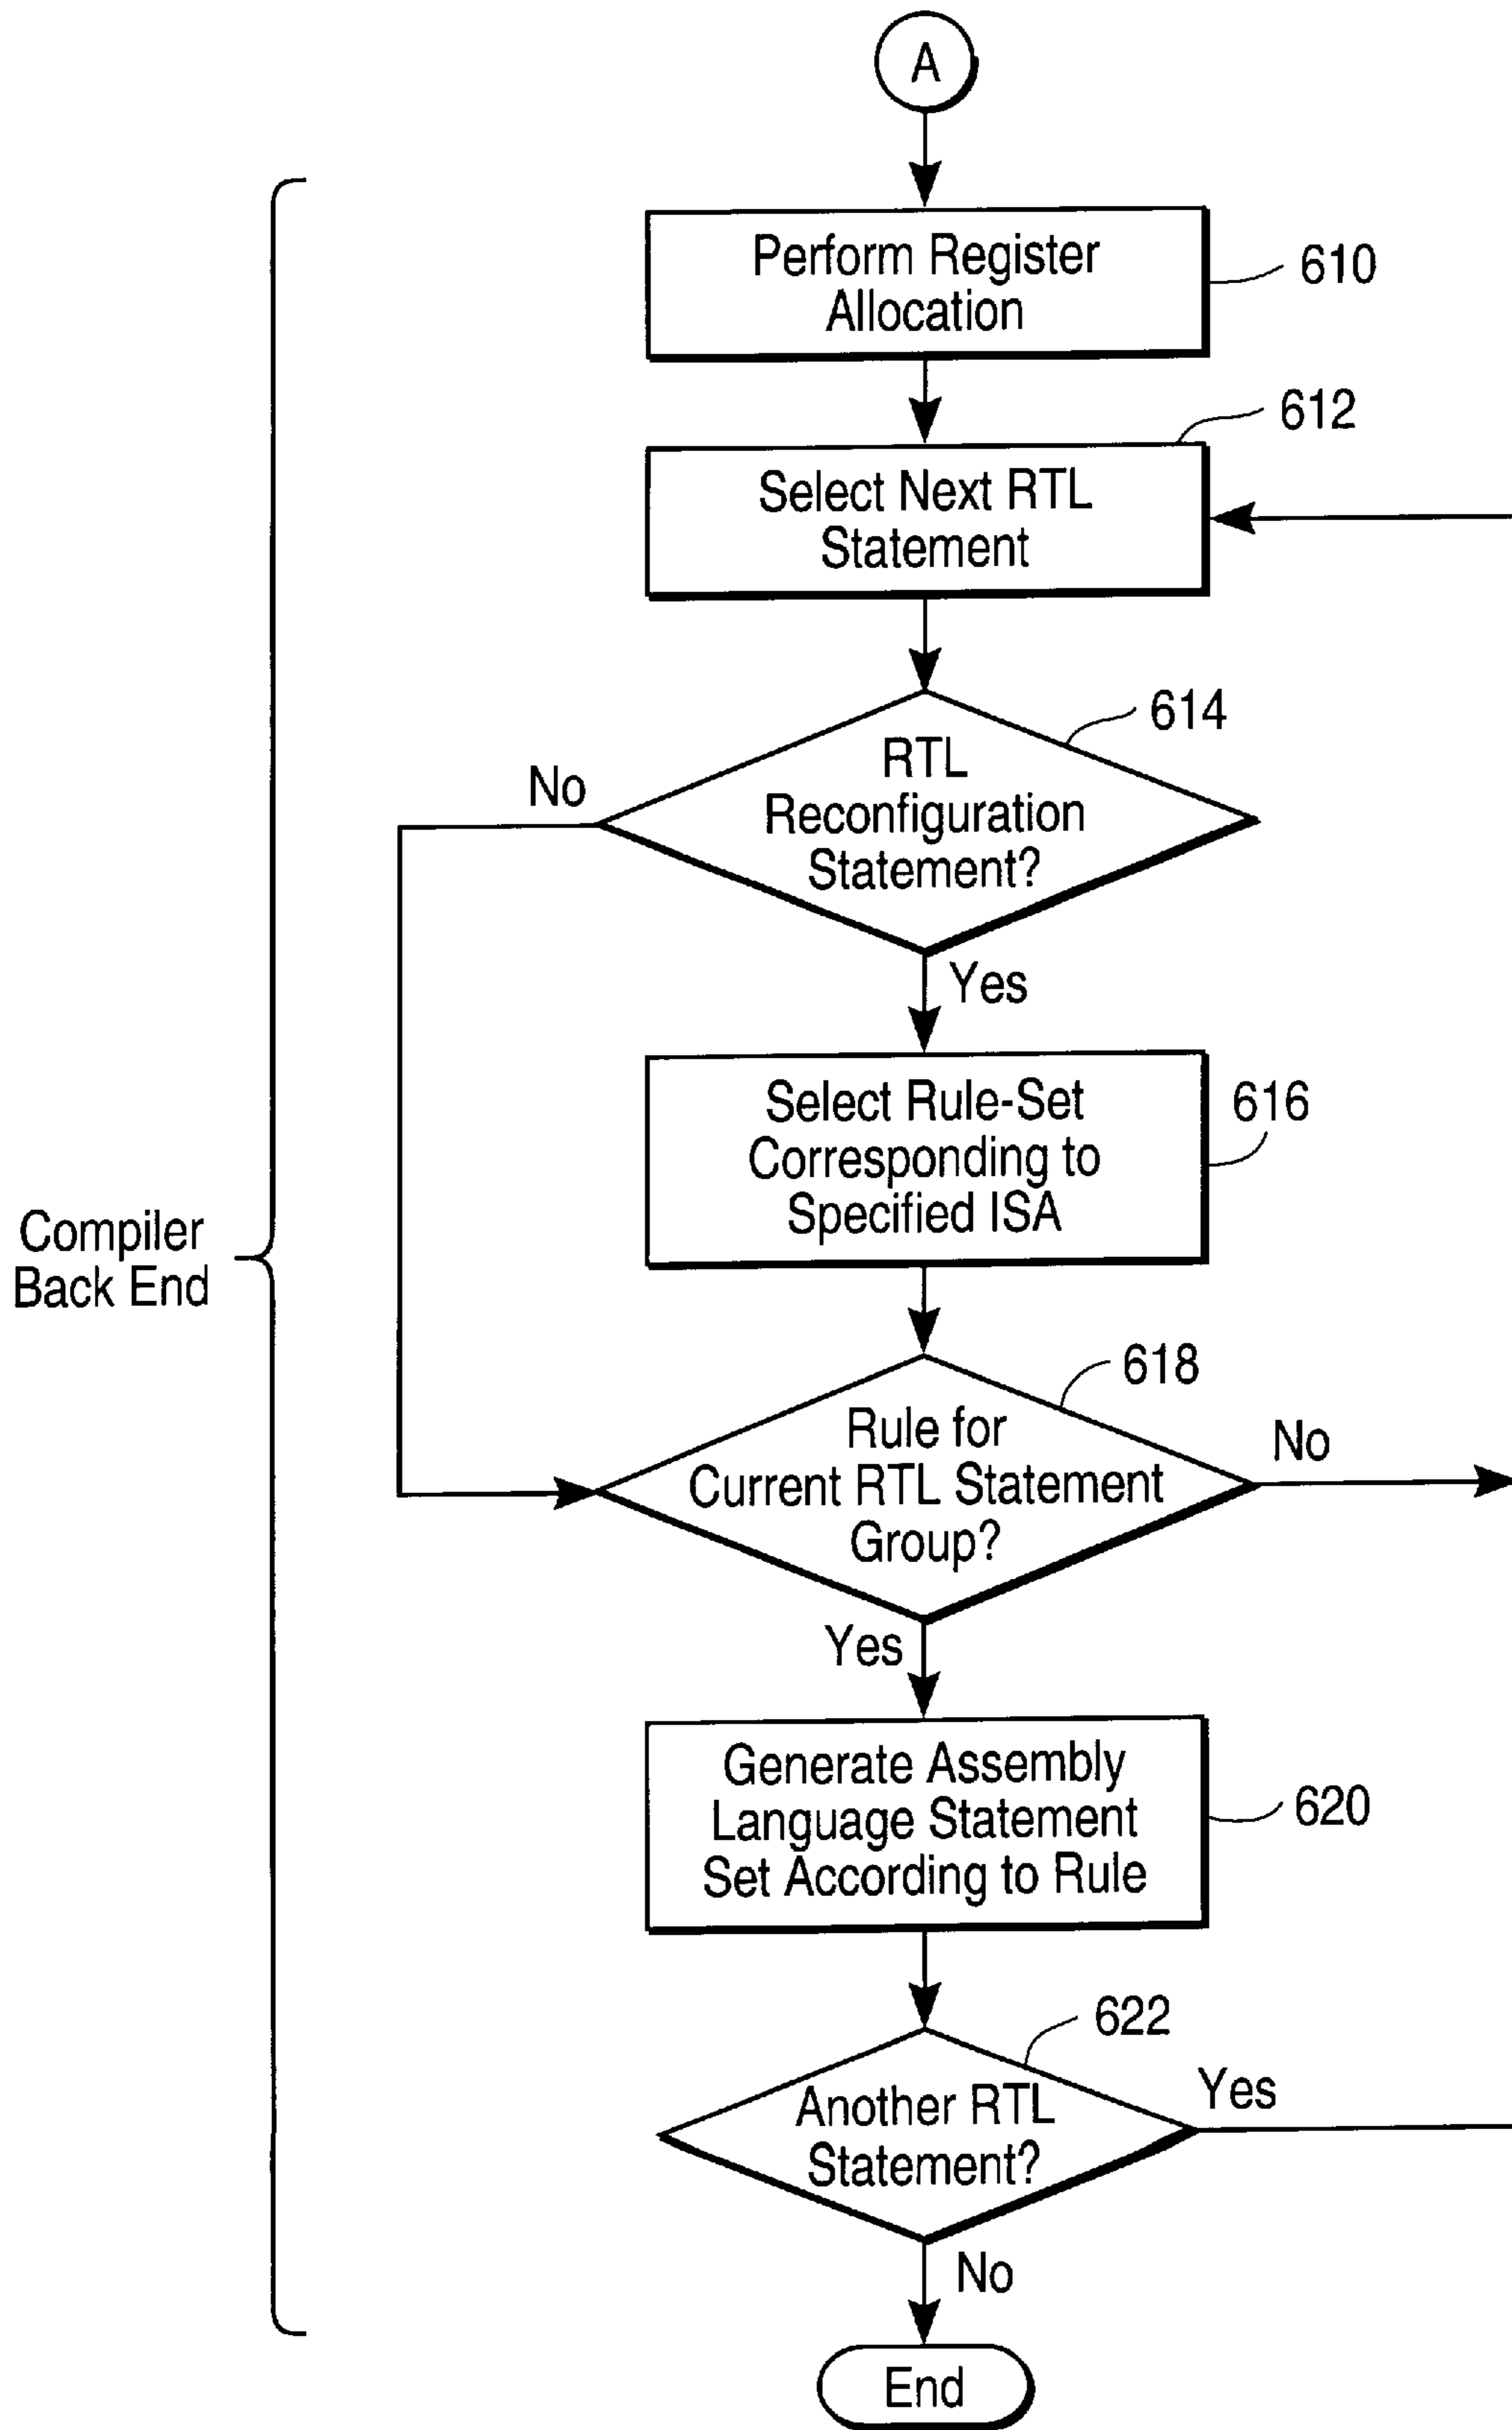 A
Perform Register
Allocation
610
612
Select Next RTL
Statement
614
RTL
Reconfiguration
Statement?
No
Yes
Select Rule-Set
Corresponding to
Specified ISA
616
Compiler
Back End
618
Rule for
Current RTL Statement
Group?
No
Yes
Generate Assembly
Language Statement
Set According to Rule
620
622
Another RTL
Statement?
Yes
No
End